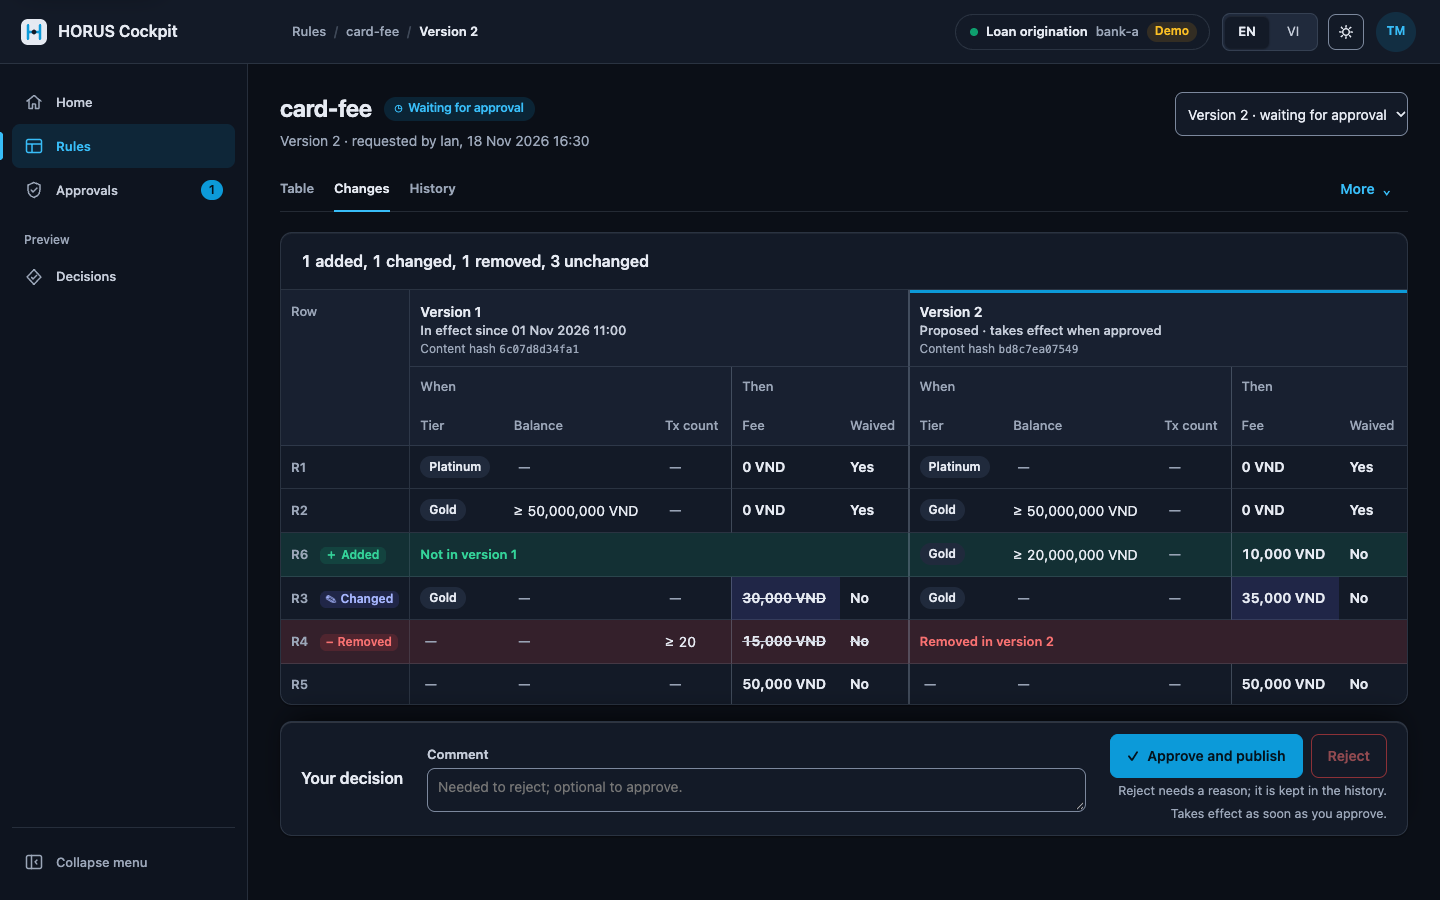 HORUS Cockpit
Rules / card-fee / Version 2
Loan origination bank-a Demo
EN VI
TM
Home
Rules
Approvals 1
Preview
Decisions
Collapse menu
card-fee Waiting for approval
Version 2 · requested by lan, 18 Nov 2026 16:30
Version 2 · waiting for approval
Table Changes History
More
1 added, 1 changed, 1 removed, 3 unchanged
Row
Version 1
In effect since 01 Nov 2026 11:00
Content hash 6c07d8d34fa1
Version 2
Proposed · takes effect when approved
Content hash bd8c7ea07549
When Then When Then
Tier Balance Tx count Fee Waived Tier Balance Tx count Fee Waived
R1 Platinum — — 0 VND Yes Platinum — — 0 VND Yes
R2 Gold ≥ 50,000,000 VND — 0 VND Yes Gold ≥ 50,000,000 VND — 0 VND Yes
R6 + Added Not in version 1 Gold ≥ 20,000,000 VND — 10,000 VND No
R3 ✎ Changed Gold — — 30,000 VND No Gold — — 35,000 VND No
R4 − Removed — — ≥ 20 15,000 VND No Removed in version 2
R5 — — — 50,000 VND No — — — 50,000 VND No
Your decision
Comment
Needed to reject; optional to approve.
✓ Approve and publish
Reject
Reject needs a reason; it is kept in the history.
Takes effect as soon as you approve.